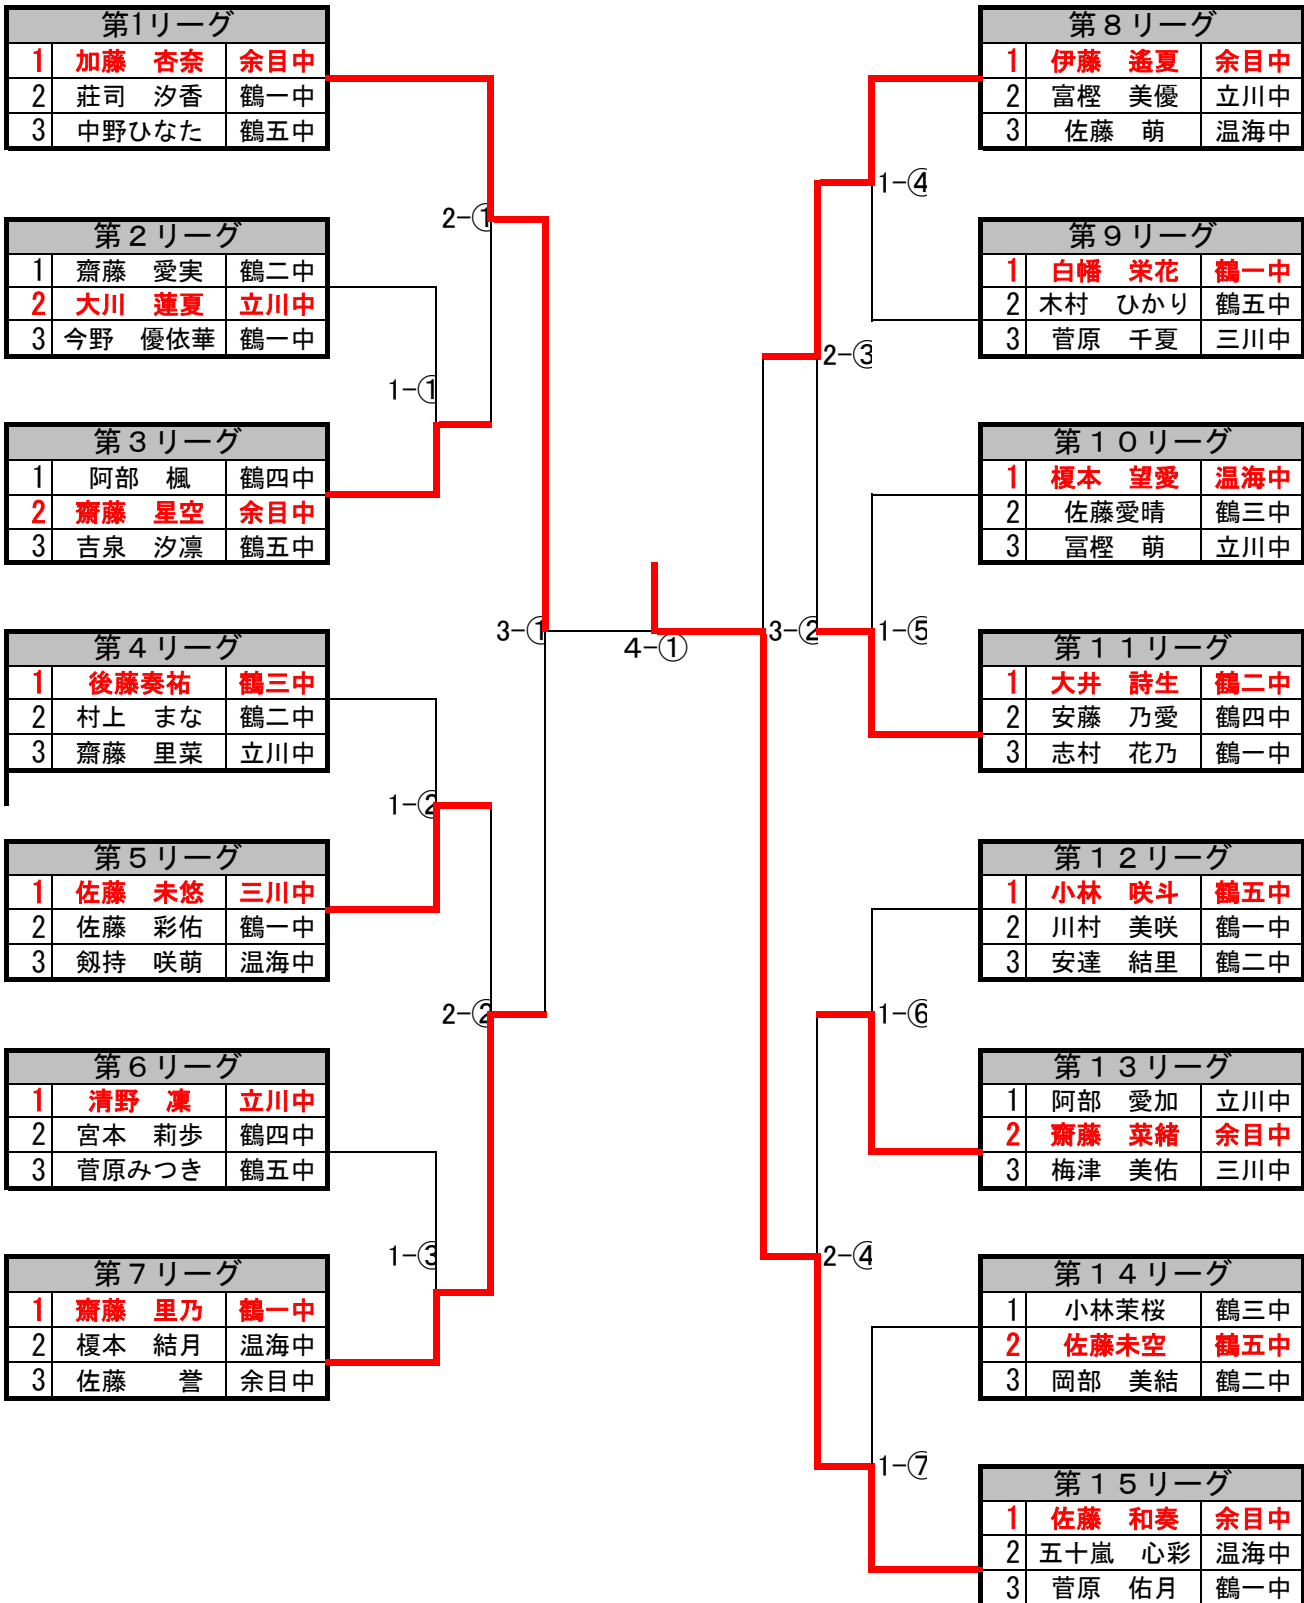 第1リーグ
1 加藤　杏奈 余目中
2 莊司　汐香 鶴一中
3 中野ひなた 鶴五中
第２リーグ
1 齋藤　愛実 鶴二中
2 大川　蓮夏 立川中
3 今野　優依華 鶴一中
第３リーグ
1 阿部　楓 鶴四中
2 齋藤　星空 余目中
3 吉泉　汐凛 鶴五中
第４リーグ
1 後藤奏祐 鶴三中
2 村上　まな 鶴二中
3 齋藤　里菜 立川中
第５リーグ
1 佐藤　未悠 三川中
2 佐藤　彩佑 鶴一中
3 剱持　咲萌 温海中
第６リーグ
1 清野　凜 立川中
2 宮本　莉歩 鶴四中
3 菅原みつき 鶴五中
第７リーグ
1 齋藤　里乃 鶴一中
2 榎本　結月 温海中
3 佐藤　　誉 余目中
2-①
1-①
3-①
1-②
2-②
1-③
4-①
1-④
2-③
3-②
1-⑤
1-⑥
2-④
1-⑦
第８リーグ
1 伊藤　遙夏 余目中
2 富樫　美優 立川中
3 佐藤　萌 温海中
第９リーグ
1 白幡　栄花 鶴一中
2 木村　ひかり 鶴五中
3 菅原　千夏 三川中
第１０リーグ
1 榎本　望愛 温海中
2 佐藤愛晴 鶴三中
3 冨樫　萌 立川中
第１１リーグ
1 大井　詩生 鶴二中
2 安藤　乃愛 鶴四中
3 志村　花乃 鶴一中
第１２リーグ
1 小林　咲斗 鶴五中
2 川村　美咲 鶴一中
3 安達　結里 鶴二中
第１３リーグ
1 阿部　愛加 立川中
2 齋藤　菜緒 余目中
3 梅津　美佑 三川中
第１４リーグ
1 小林茉桜 鶴三中
2 佐藤未空 鶴五中
3 岡部　美結 鶴二中
第１５リーグ
1 佐藤　和奏 余目中
2 五十嵐　心彩 温海中
3 菅原　佑月 鶴一中